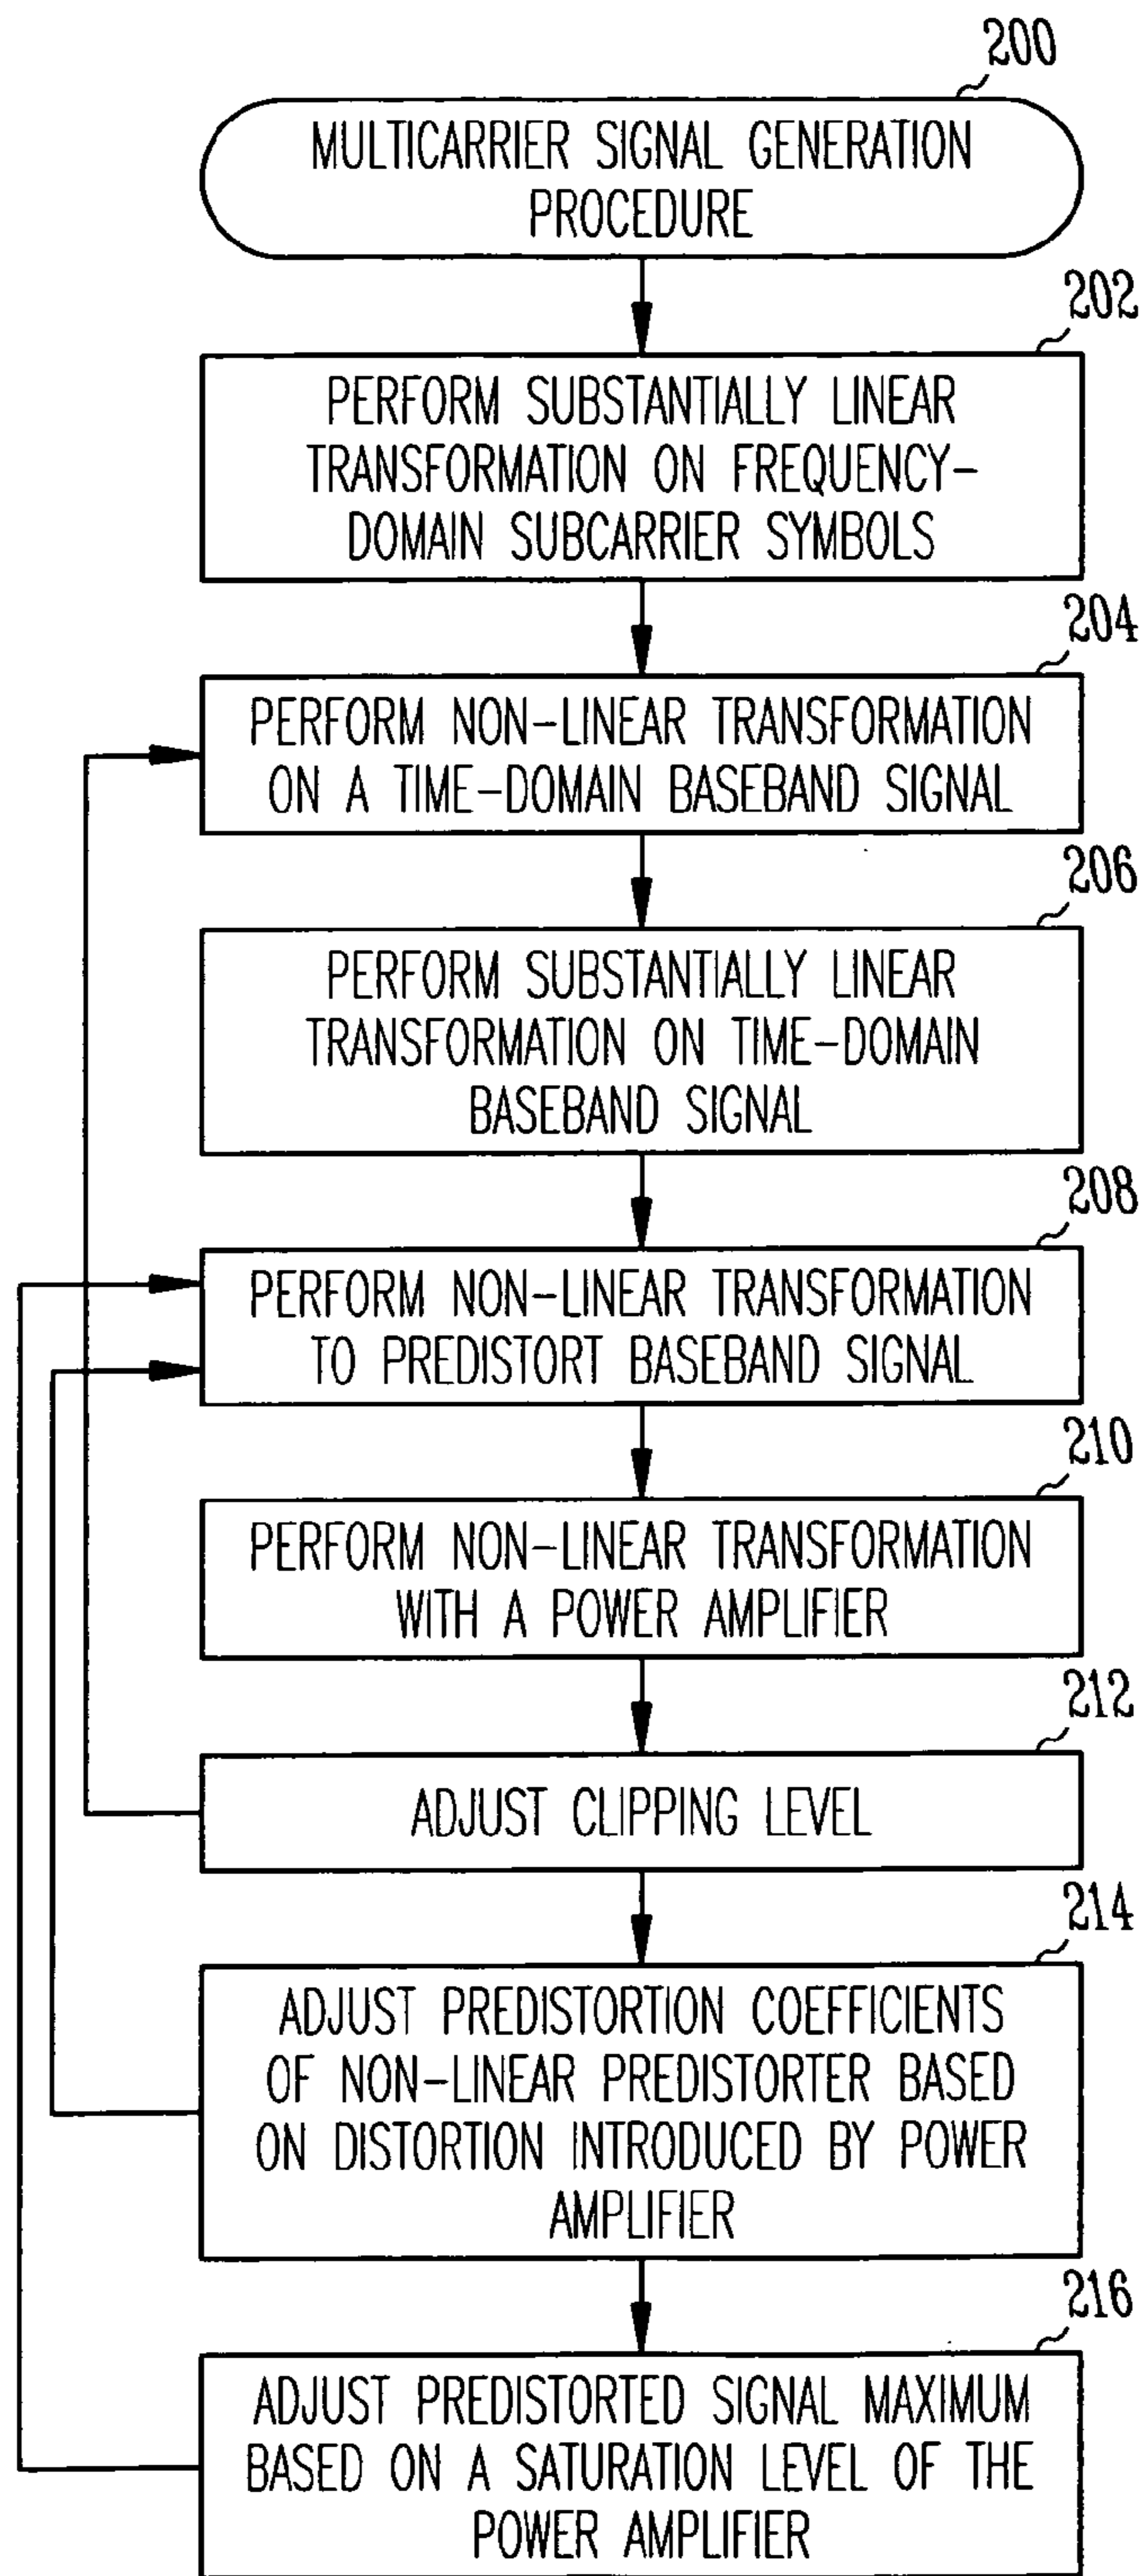 200
MULTICARRIER SIGNAL GENERATION
PROCEDURE
202
PERFORM SUBSTANTIALLY LINEAR
TRANSFORMATION ON FREQUENCY-
DOMAIN SUBCARRIER SYMBOLS
204
PERFORM NON-LINEAR TRANSFORMATION
ON A TIME-DOMAIN BASEBAND SIGNAL
206
PERFORM SUBSTANTIALLY LINEAR
TRANSFORMATION ON TIME-DOMAIN
BASEBAND SIGNAL
208
PERFORM NON-LINEAR TRANSFORMATION
TO PREDISTORT BASEBAND SIGNAL
210
PERFORM NON-LINEAR TRANSFORMATION
WITH A POWER AMPLIFIER
212
ADJUST CLIPPING LEVEL
214
ADJUST PREDISTORTION COEFFICIENTS
OF NON-LINEAR PREDISTORTER BASED
ON DISTORTION INTRODUCED BY POWER
AMPLIFIER
216
ADJUST PREDISTORTED SIGNAL MAXIMUM
BASED ON A SATURATION LEVEL OF THE
POWER AMPLIFIER